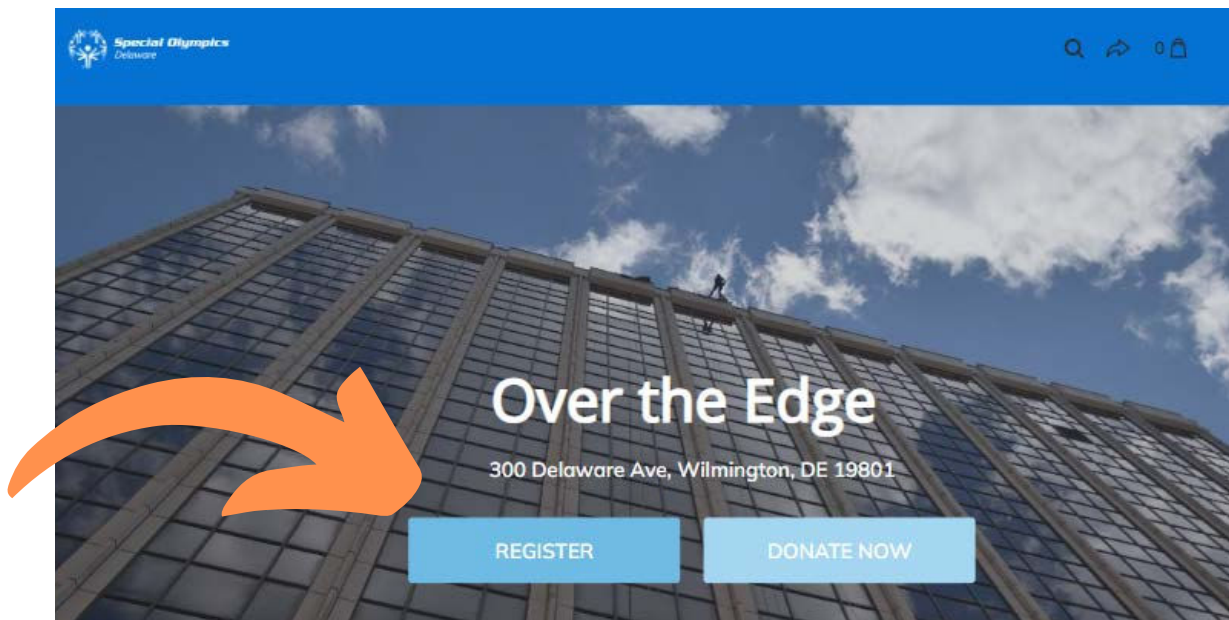 Special Olympics
Delaware
0
Over the Edge
300 Delaware Ave, Wilmington, DE 19801
REGISTER
DONATE NOW